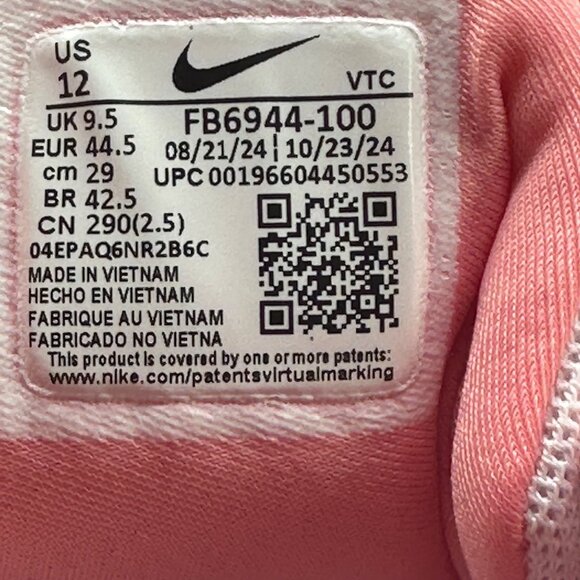 US
12
VTC
UK 9.5
FB6944-100
EUR 44.5
08/21/24 | 10/23/24
cm 29
UPC 00196604450553
BR 42.5
CN 290(2.5)
04EPAQ6NR2B6C
MADE IN VIETNAM
HECHO EN VIETNAM
FABRIQUE AU VIETNAM
FABRICADO NO VIETNA
This product is covered by one or more patents:
www.nike.com/patentsvirtualmarking